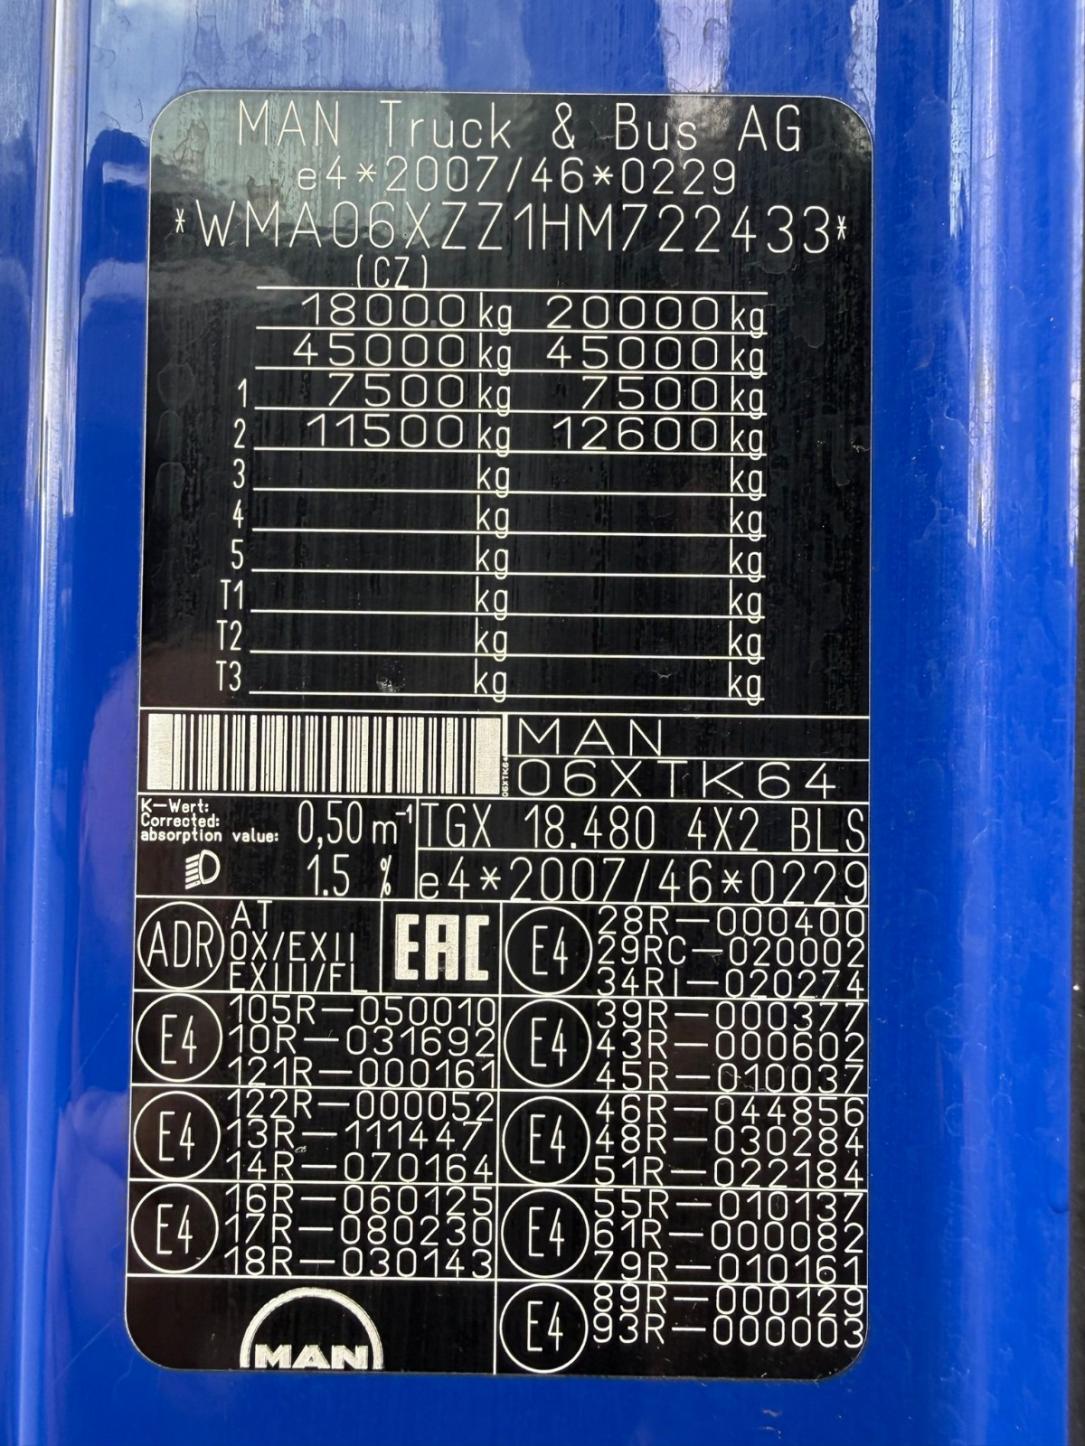 MAN Truck & Bus AG
e4*2007/46*0229
*WMA06XZZ1HM722433*
(CZ)
18000 kg 20000 kg
45000 kg 45000 kg
1 7500 kg 7500 kg
2 11500 kg 12600 kg
3 kg kg
4 kg kg
5 kg kg
T1 kg kg
T2 kg kg
T3 kg kg
06XTK64
MAN
06XTK64
K-Wert:
Corrected:
absorption value: 0,50 m-1
TGX 18.480 4X2 BLS
1.5 %
e4*2007/46*0229
ADR
AT
OX/EXII
EXIII/FL
EAC
E4
28R-000400
29RC-020002
34RI-020274
E4
105R-050010
10R-031692
121R-000161
E4
39R-000377
43R-000602
45R-010037
E4
122R-000052
13R-111447
14R-070164
E4
46R-044856
48R-030284
51R-022184
E4
16R-060125
17R-080230
18R-030143
E4
55R-010137
61R-000082
79R-010161
MAN
E4
89R-000129
93R-000003